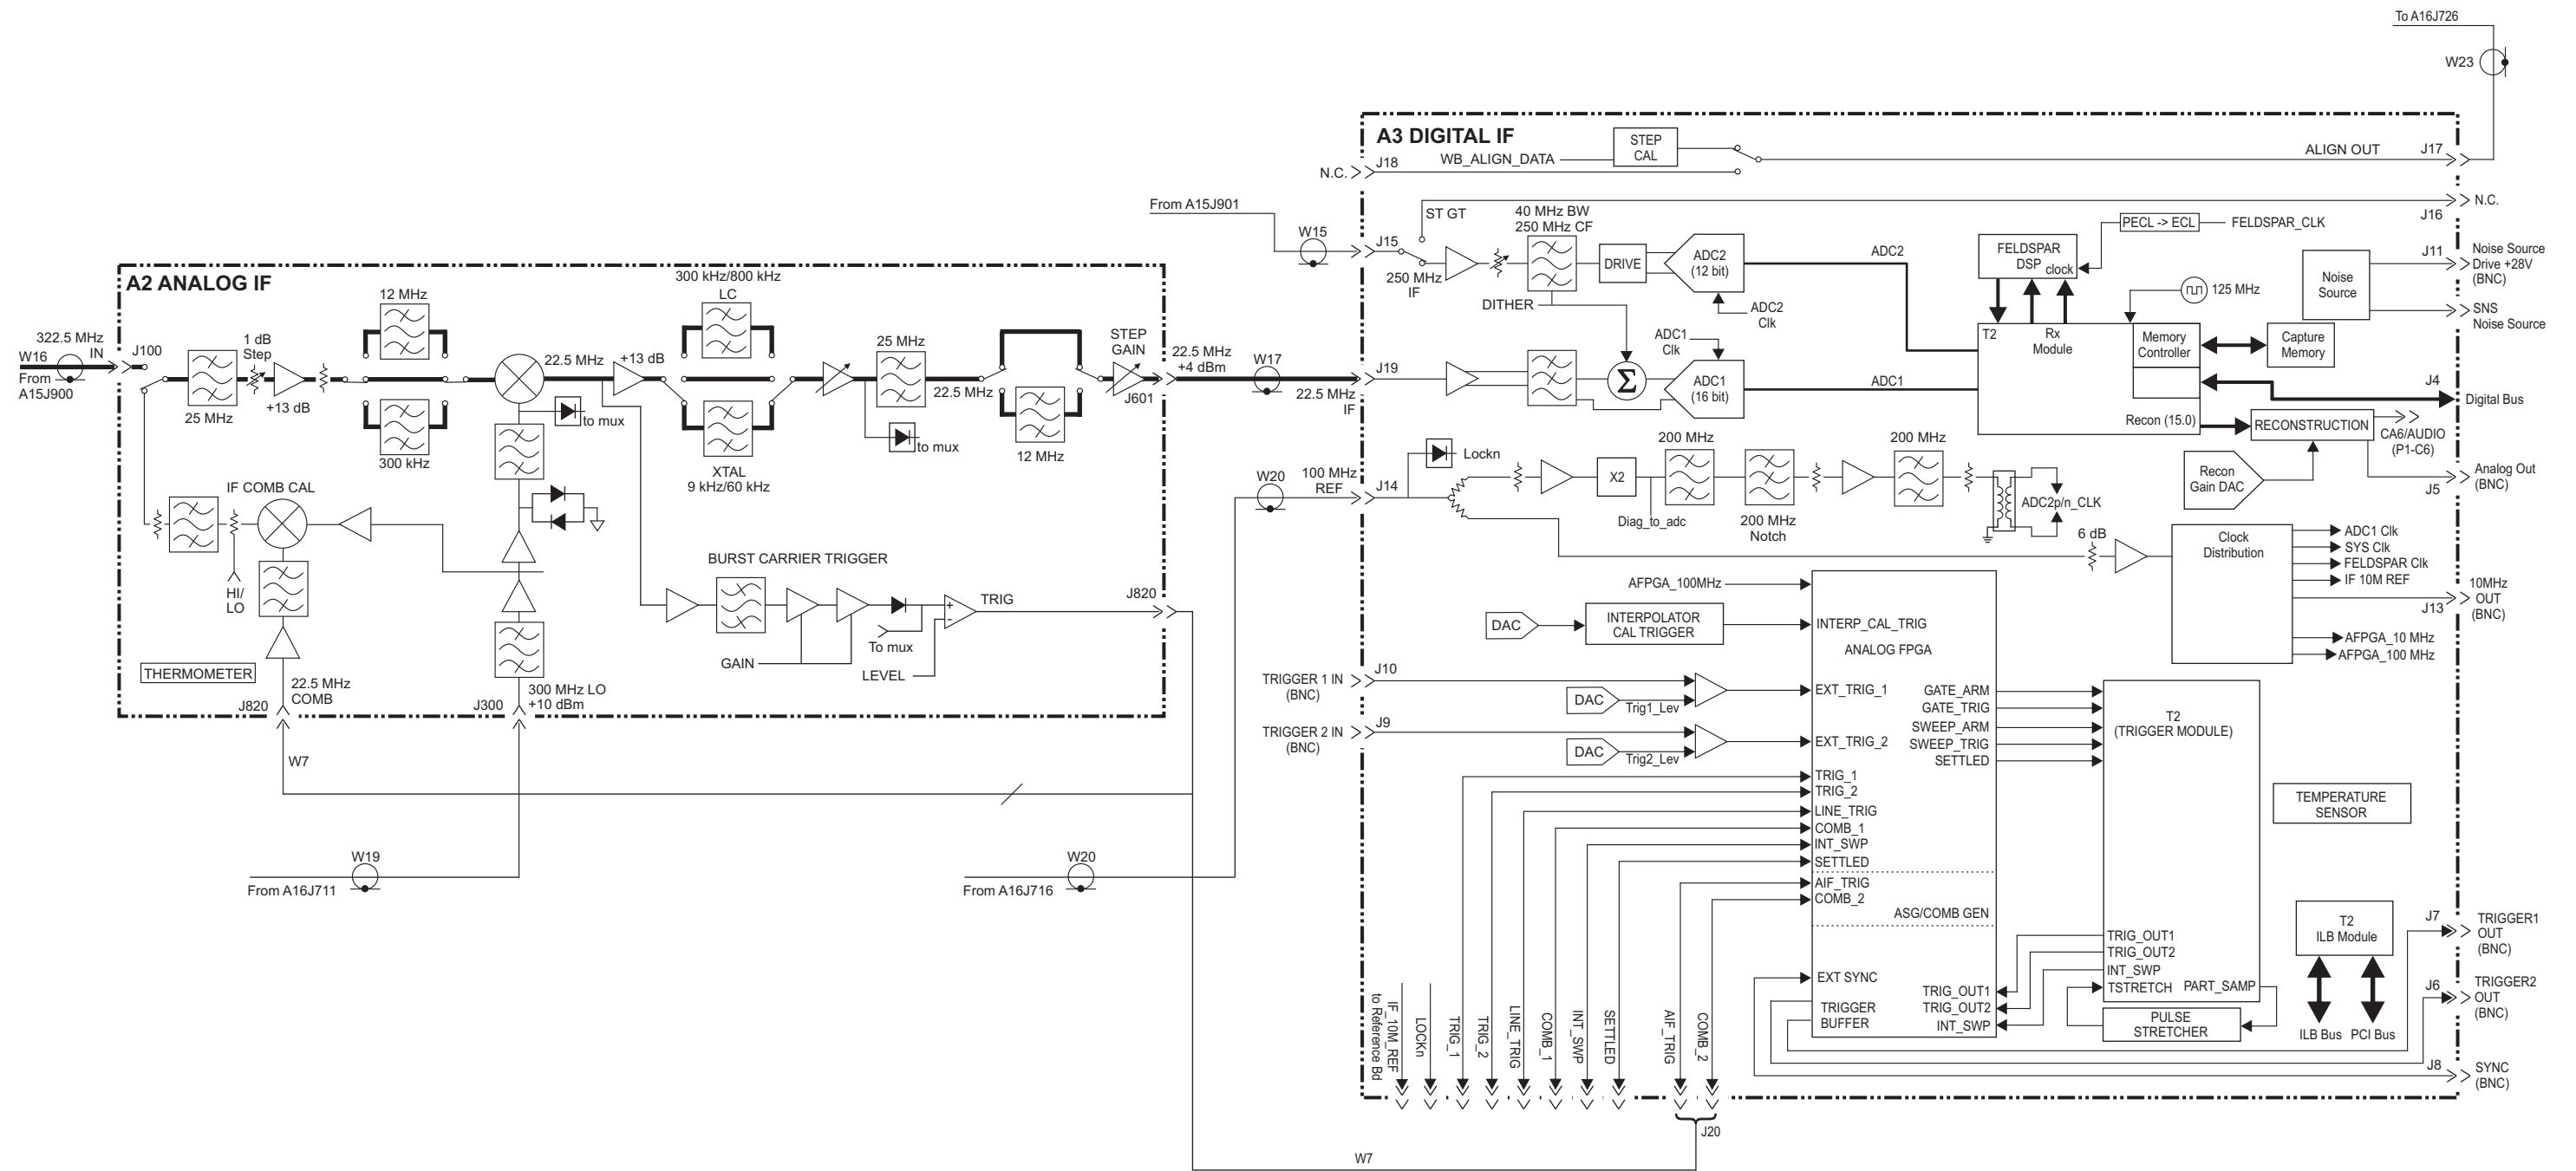 To A16J726
W23
A3 DIGITAL IF
STEP
CAL
WB_ALIGN_DATA
ALIGN OUT
J17
J18
N.C.
From A15J901
W15
J15
ST GT
250 MHz
IF
40 MHz BW
250 MHz CF
DRIVE
ADC2
(12 bit)
ADC2
Clk
ADC2
DITHER
N.C.
J16
PECL -> ECL
FELDSPAR_CLK
FELDSPAR
DSP
clock
125 MHz
Noise
Source
J11
Noise Source
Drive +28V
(BNC)
SNS
Noise Source
T2
Rx
Module
Memory
Controller
Capture
Memory
J4
Digital Bus
Recon (15.0)
RECONSTRUCTION
CA6/AUDIO
(P1-C6)
Recon
Gain DAC
Analog Out
(BNC)
J5
A2 ANALOG IF
322.5 MHz
IN
W16
From
A15J900
J100
25 MHz
1 dB
Step
+13 dB
12 MHz
300 kHz
22.5 MHz
to mux
+13 dB
300 kHz/800 kHz
LC
XTAL
9 kHz/60 kHz
25 MHz
to mux
22.5 MHz
12 MHz
STEP
GAIN
J601
22.5 MHz
+4 dBm
W17
22.5 MHz
IF
J19
ADC1
Clk
Σ
ADC1
(16 bit)
ADC1
IF COMB CAL
HI/
LO
THERMOMETER
22.5 MHz
COMB
J820
300 MHz LO
+10 dBm
J300
BURST CARRIER TRIGGER
GAIN
To mux
LEVEL
+
-
TRIG
J820
W7
W19
From A16J711
W20
From A16J716
W20
100 MHz
REF
J14
Lockn
X2
Diag_to_adc
200 MHz
200 MHz
Notch
200 MHz
ADC2p/n_CLK
6 dB
Clock
Distribution
ADC1 Clk
SYS Clk
FELDSPAR Clk
IF 10M REF
10MHz
OUT
(BNC)
J13
AFPGA_10 MHz
AFPGA_100 MHz
AFPGA_100MHz
DAC
INTERPOLATOR
CAL TRIGGER
INTERP_CAL_TRIG
ANALOG FPGA
TRIGGER 1 IN
(BNC)
J10
DAC
Trig1_Lev
EXT_TRIG_1
TRIGGER 2 IN
(BNC)
J9
DAC
Trig2_Lev
EXT_TRIG_2
GATE_ARM
GATE_TRIG
SWEEP_ARM
SWEEP_TRIG
SETTLED
T2
(TRIGGER MODULE)
TRIG_1
TRIG_2
LINE_TRIG
COMB_1
INT_SWP
SETTLED
AIF_TRIG
COMB_2
ASG/COMB GEN
TEMPERATURE
SENSOR
EXT SYNC
TRIGGER
BUFFER
TRIG_OUT1
TRIG_OUT2
INT_SWP
TRIG_OUT1
TRIG_OUT2
INT_SWP
TSTRETCH
PART_SAMP
PULSE
STRETCHER
T2
ILB Module
ILB Bus
PCI Bus
J7
TRIGGER1
OUT
(BNC)
J6
TRIGGER2
OUT
(BNC)
J8
SYNC
(BNC)
IF_10M_REF
to Reference Bd
LOCKn
TRIG_1
TRIG_2
LINE_TRIG
COMB_1
INT_SWP
SETTLED
AIF_TRIG
COMB_2
J20
W7